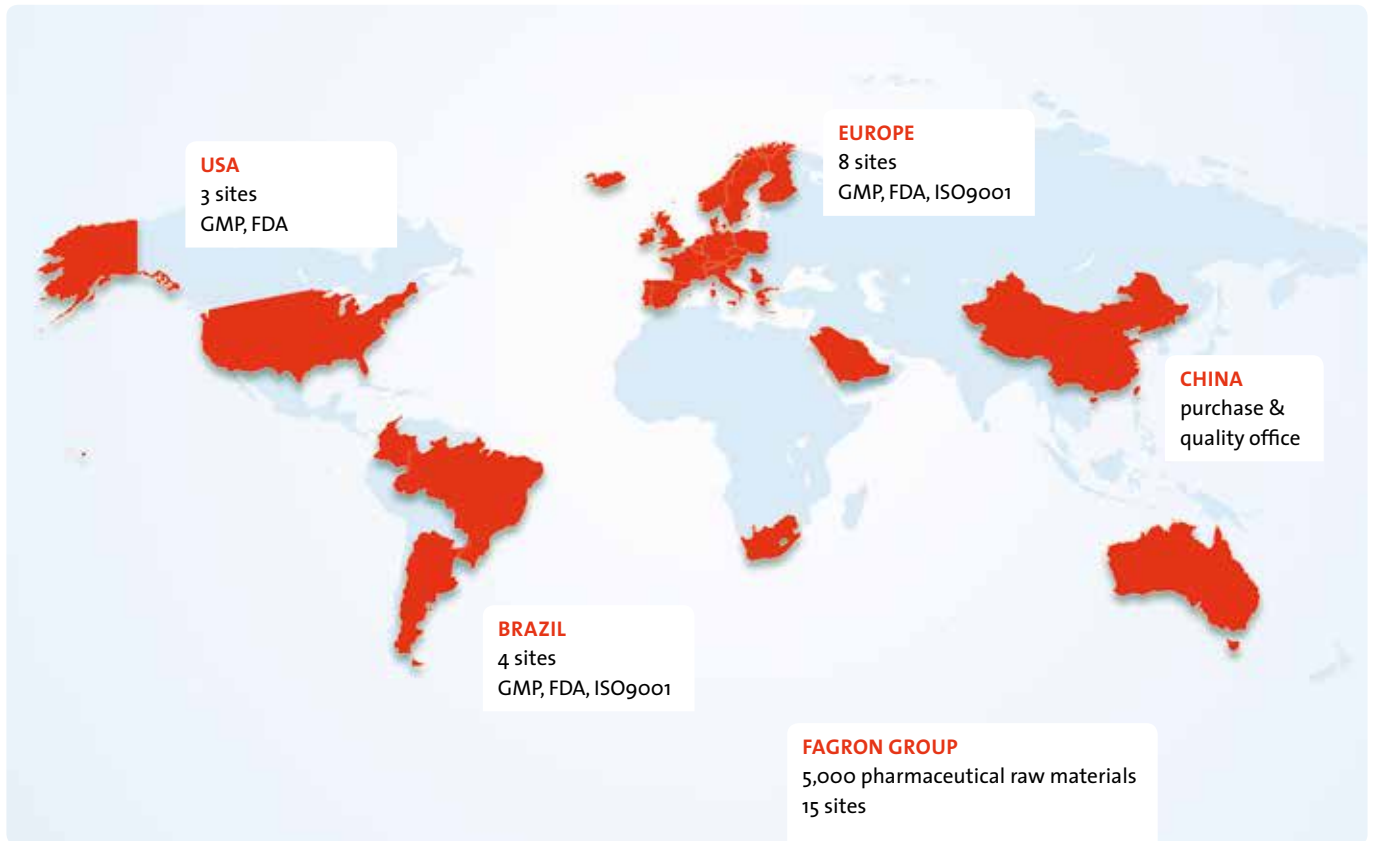 USA
3 sites
GMP, FDA
EUROPE
8 sites
GMP, FDA, ISO9001
CHINA
purchase &
quality office
BRAZIL
4 sites
GMP, FDA, ISO9001
FAGRON GROUP
5,000 pharmaceutical raw materials
15 sites